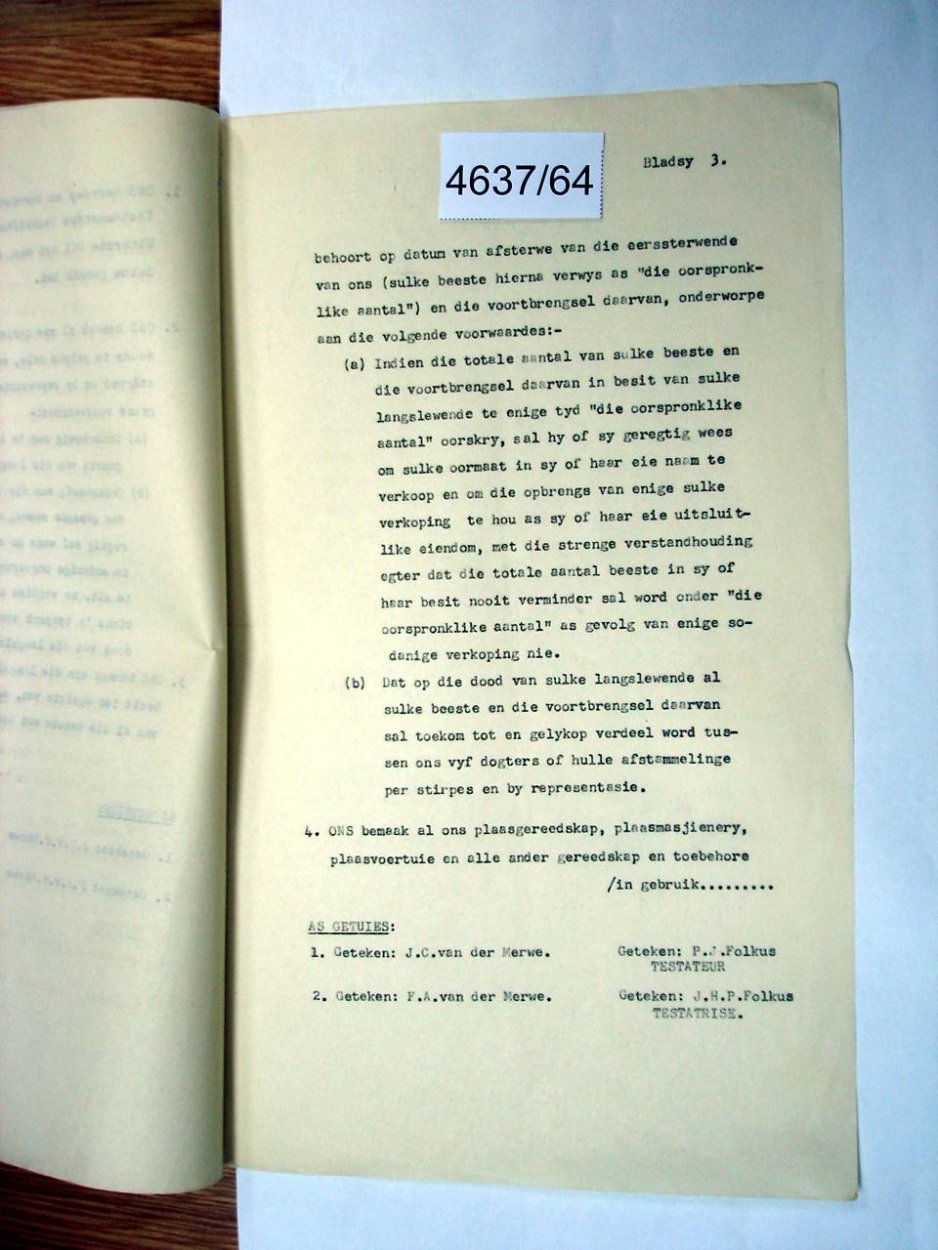 4637/64
Bladsy 3.
behoort op datum van afsterwe van die eerssterwende
van ons (sulke beeste hierna verwys as "die oorspronk-
like aantal") en die voortbrengsel daarvan, onderworpe
aan die volgende voorwaardes:-
(a) Indien die totale aantal van sulke beeste en
die voortbrengsel daarvan in besit van sulke
langslewende te enige tyd "die oorspronklike
aantal" oorskry, sal hy of sy geregtig wees
om sulke oormaat in sy of haar eie naam te
verkoop en om die opbrengs van enige sulke
verkoping te hou as sy of haar eie uitsluit-
like eiendom, met die strenge verstandhouding
egter dat die totale aantal beeste in sy of
haar besit nooit verminder sal word onder "die
oorspronklike aantal" as gevolg van enige so-
danige verkoping nie.
(b) Dat op die dood van sulke langslewende al
sulke beeste en die voortbrengsel daarvan
sal toekom tot en gelykop verdeel word tus-
sen ons vyf dogters of hulle afstammelinge
per stirpes en by representasie.
4. ONS bemaak al ons plaasgereedskap, plaasmasjienery,
plaasvoertuie en alle ander gereedskap en toebehore
/in gebruik.........
AS GETUIES:
1. Geteken: J.C.van der Merwe. Geteken: P.J.Folkus
TESTATEUR
2. Geteken: F.A.van der Merwe. Geteken: J.H.P.Folkus
TESTATRISE.